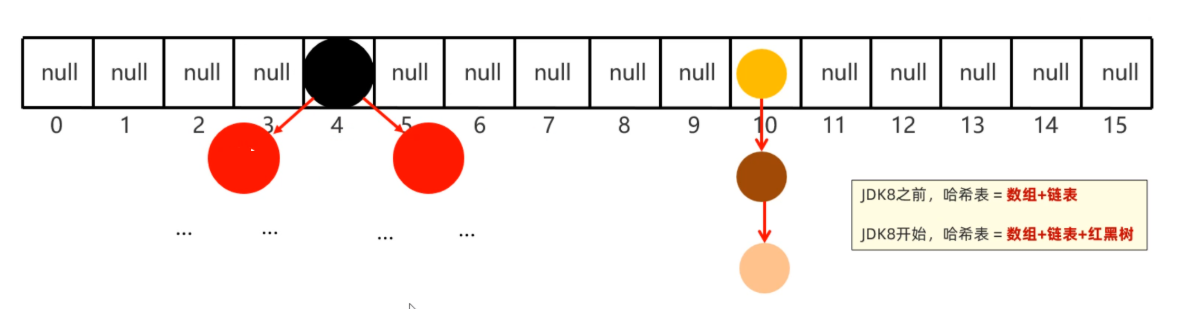 null null null null null null null null null null null null null null
0 1 2 3 4 5 6 7 8 9 10 11 12 13 14 15
JDK8之前，哈希表 = 数组+链表
... ... ... ...
JDK8开始，哈希表 = 数组+链表+红黑树